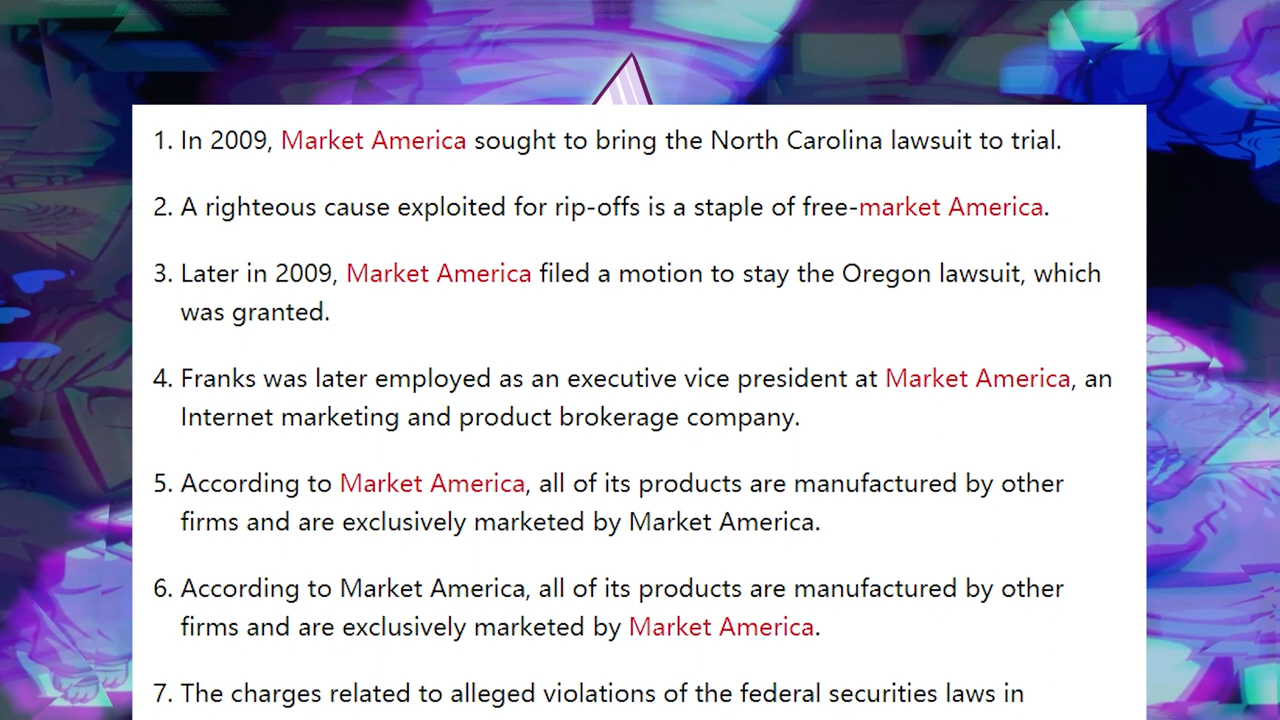 1. In 2009, Market America sought to bring the North Carolina lawsuit to trial.
2. A righteous cause exploited for rip-offs is a staple of free-market America.
3. Later in 2009, Market America filed a motion to stay the Oregon lawsuit, which
was granted.
4. Franks was later employed as an executive vice president at Market America, an
Internet marketing and product brokerage company.
5. According to Market America, all of its products are manufactured by other
firms and are exclusively marketed by Market America.
6. According to Market America, all of its products are manufactured by other
firms and are exclusively marketed by Market America.
7. The charges related to alleged violations of the federal securities laws in